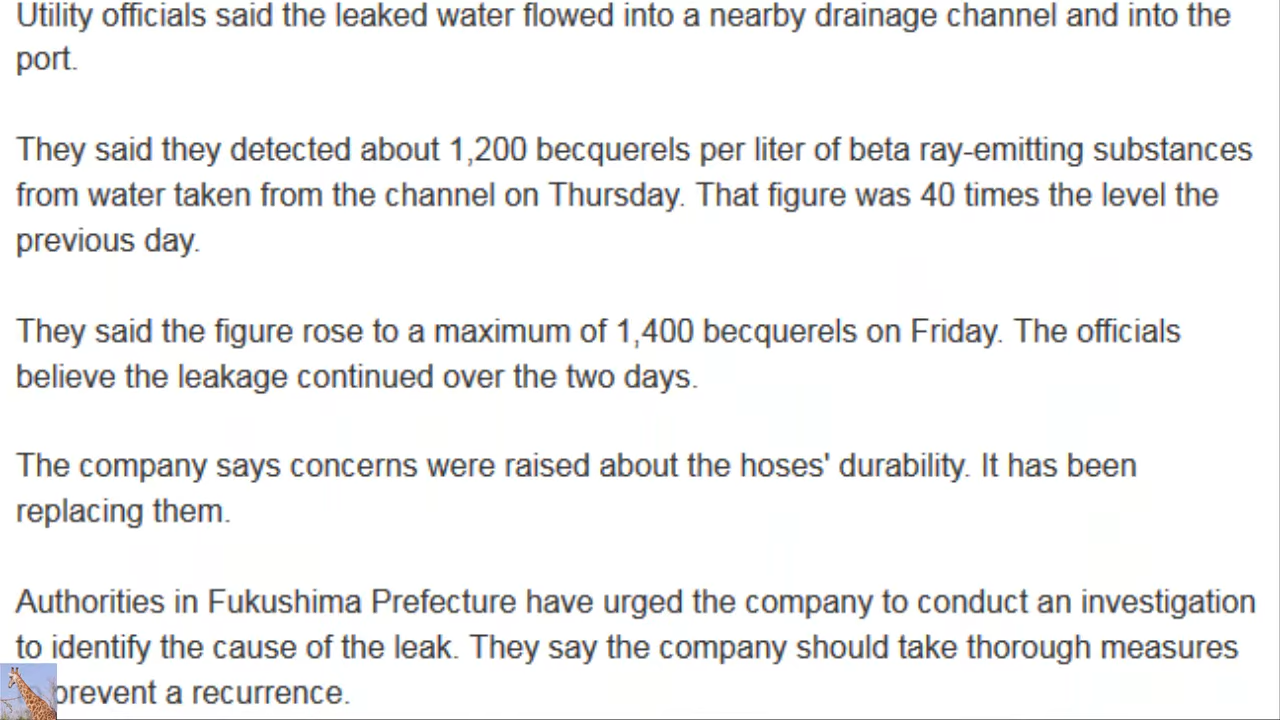 Utility officials said the leaked water flowed into a nearby drainage channel and into the
port.
They said they detected about 1,200 becquerels per liter of beta ray-emitting substances
from water taken from the channel on Thursday. That figure was 40 times the level the
previous day.
They said the figure rose to a maximum of 1,400 becquerels on Friday. The officials
believe the leakage continued over the two days.
The company says concerns were raised about the hoses' durability. It has been
replacing them.
Authorities in Fukushima Prefecture have urged the company to conduct an investigation
to identify the cause of the leak. They say the company should take thorough measures
prevent a recurrence.